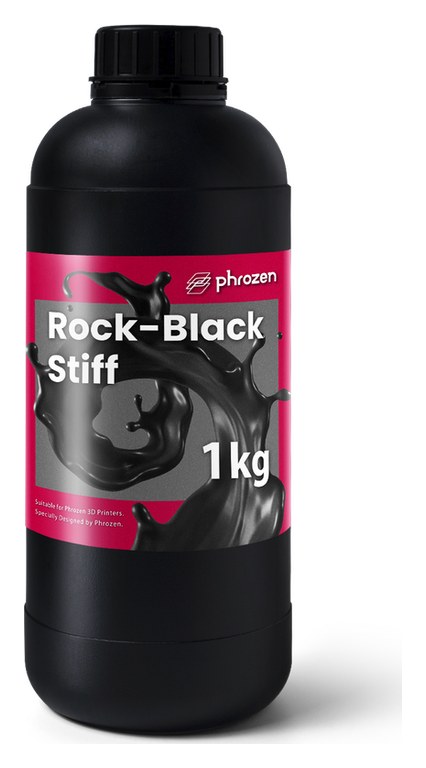 phrozen
Rock-Black
Stiff
1kg
Suitable for Phrozen 3D Printers.
Specially Designed by Phrozen.